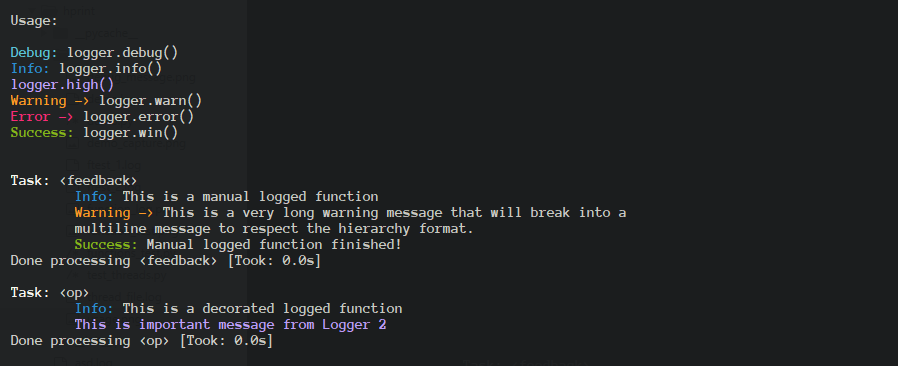 Usage:
Debug: logger.debug()
Info: logger.info()
logger.high()
Warning -> logger.warn()
Error -> logger.error()
Success: logger.win()
Task: <feedback>
Info: This is a manual logged function
Warning -> This is a very long warning message that will break into a
multiline message to respect the hierarchy format.
Success: Manual logged function finished!
Done processing <feedback> [Took: 0.0s]
Task: <op>
Info: This is a decorated logged function
This is important message from Logger 2
Done processing <op> [Took: 0.0s]